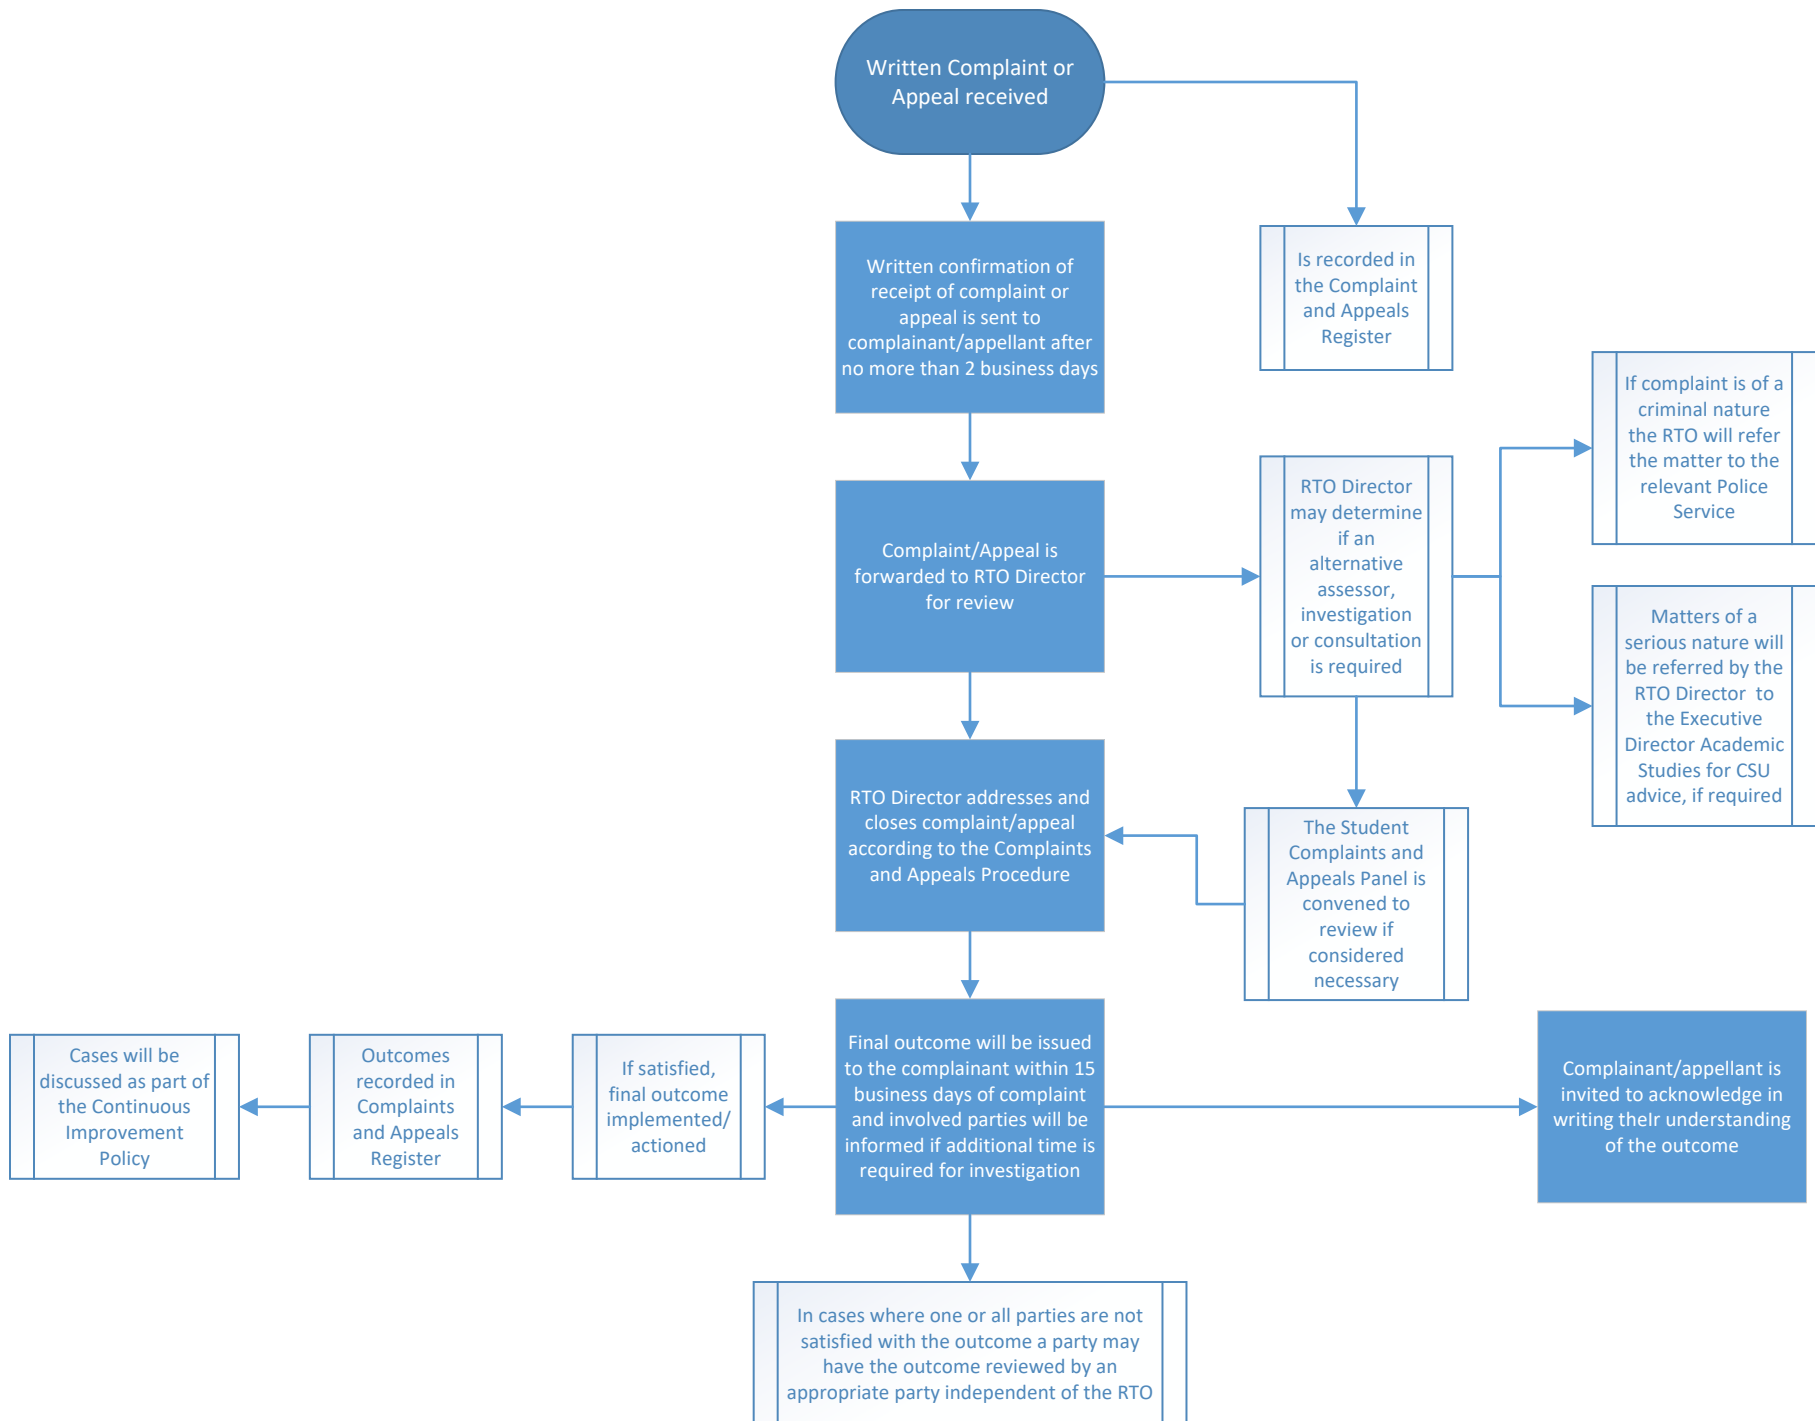 Written Complaint or
Appeal received
Written confirmation of
receipt of complaint or
appeal is sent to
complainant/appellant after
no more than 2 business days
Is recorded in
the Complaint
and Appeals
Register
If complaint is of a
criminal nature
the RTO will refer
the matter to the
relevant Police
Service
Complaint/Appeal is
forwarded to RTO Director
for review
RTO Director
may determine
if an
alternative
assessor,
investigation
or consultation
is required
Matters of a
serious nature will
be referred by the
RTO Director  to
the Executive
Director Academic
Studies for CSU
advice, if required
RTO Director addresses and
closes complaint/appeal
according to the Complaints
and Appeals Procedure
The Student
Complaints and
Appeals Panel is
convened to
review if
considered
necessary
Cases will be
discussed as part of
the Continuous
Improvement
Policy
Outcomes
recorded in
Complaints
and Appeals
Register
If satisfied,
final outcome
implemented/
actioned
Final outcome will be issued
to the complainant within 15
business days of complaint
and involved parties will be
informed if additional time is
required for investigation
Complainant/appellant is
invited to acknowledge in
writing theIr understanding
of the outcome
In cases where one or all parties are not
satisfied with the outcome a party may
have the outcome reviewed by an
appropriate party independent of the RTO